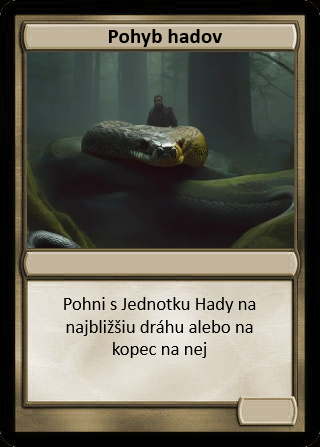 Pohyb hadov
Pohni s Jednotku Hady na
najbližšiu dráhu alebo na
kopec na nej